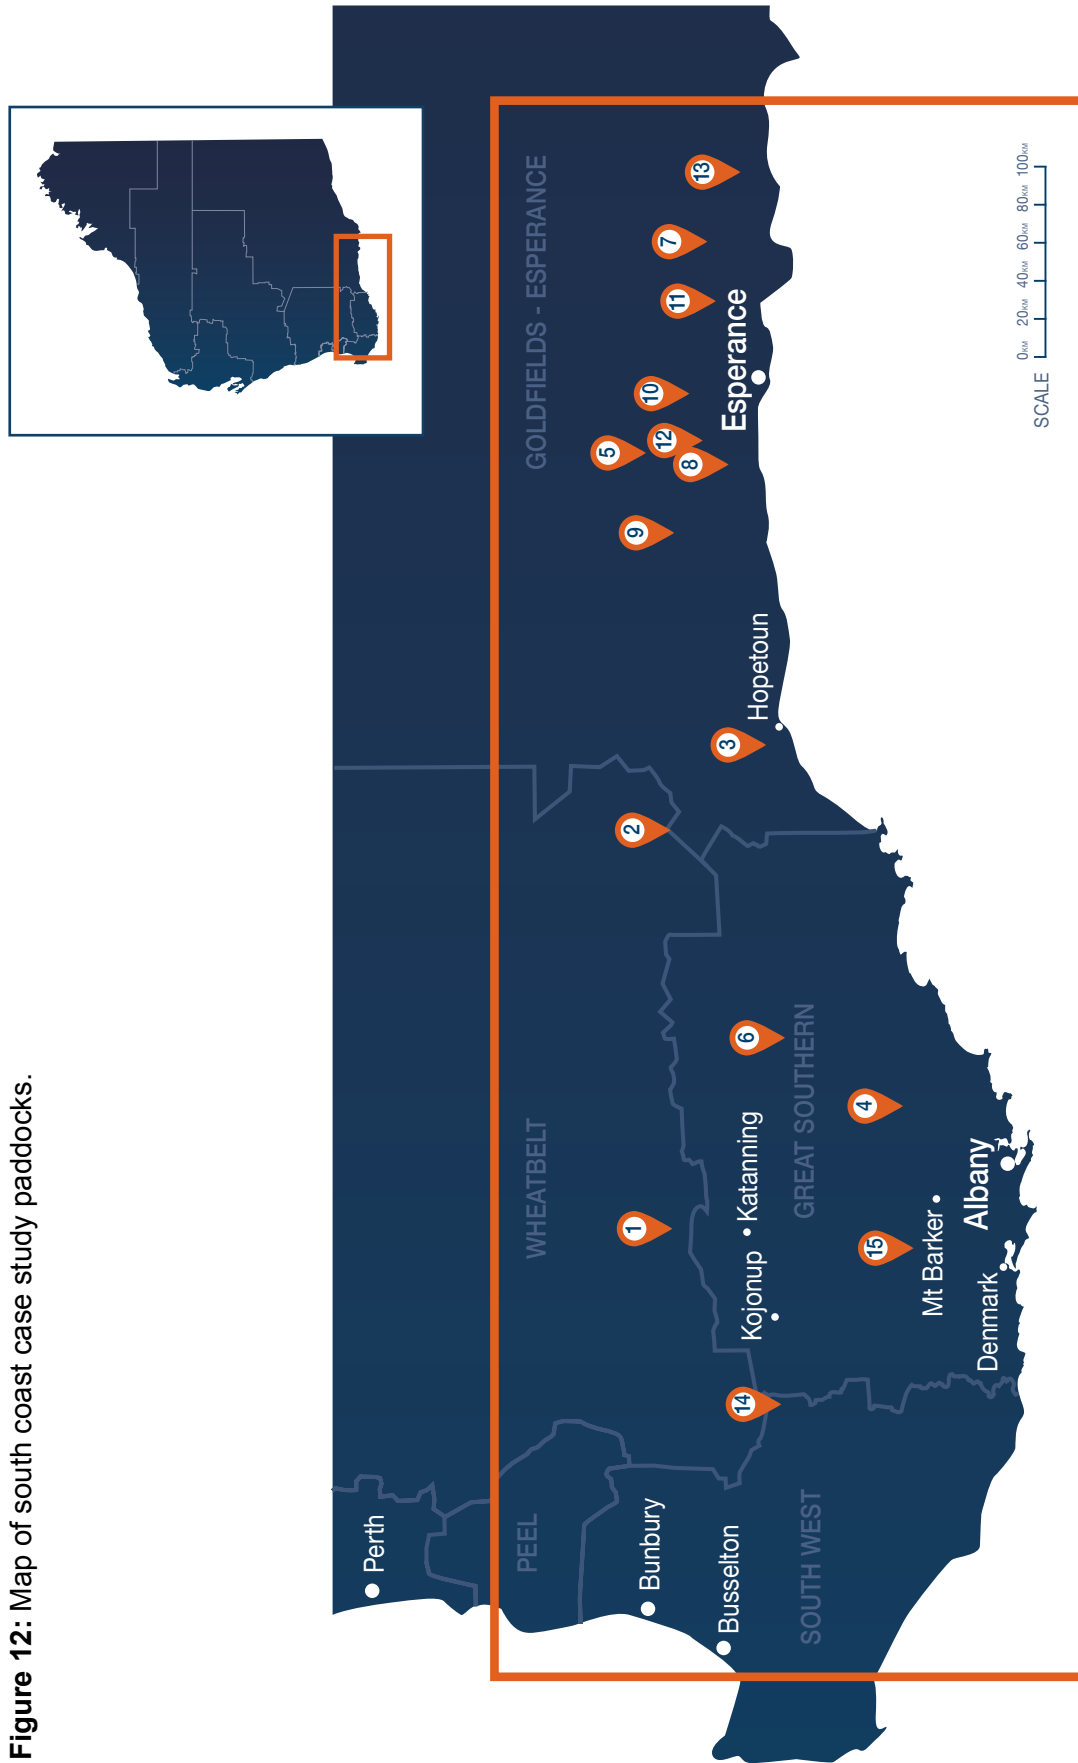 Figure 12: Map of south coast case study paddocks.
Perth
PEEL
WHEATBELT
GOLDFIELDS - ESPERANCE
Bunbury
Busselton
SOUTH WEST
14
Kojonup
Katanning
1
6
GREAT SOUTHERN
2
3
Hopetoun
9
5
12
8
10
11
7
13
Esperance
15
4
Mt Barker
Albany
Denmark
SCALE
0KM 20KM 40KM 60KM 80KM 100KM